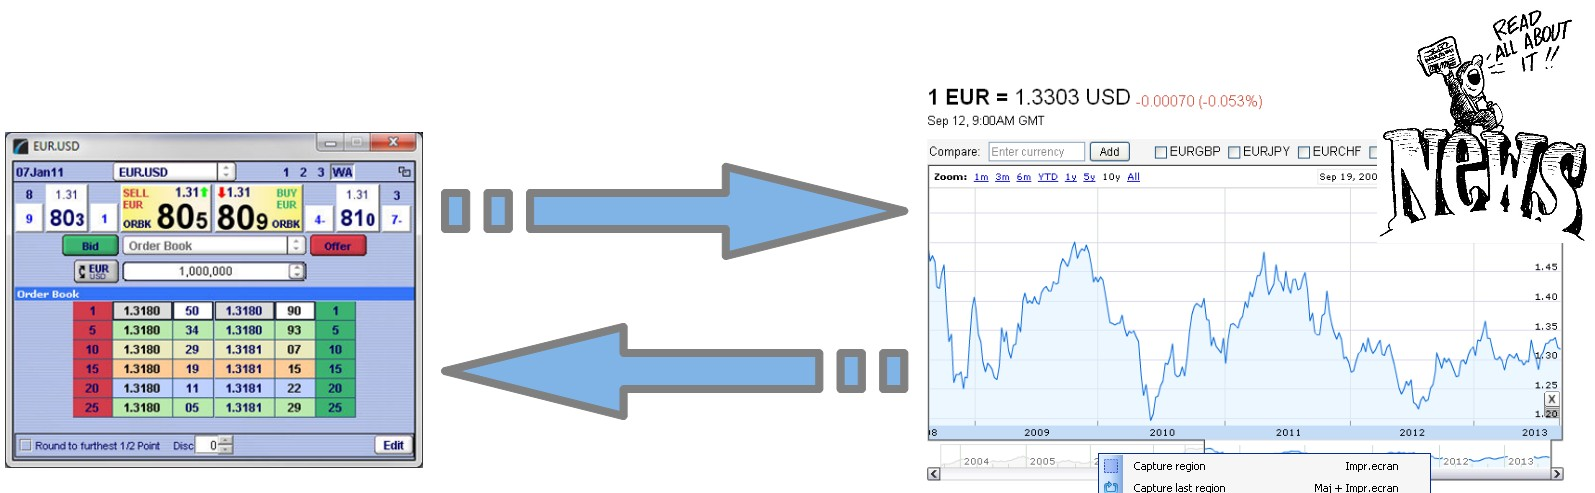 READ
ALL ABOUT
IT!!
NEWS
1 EUR = 1.3303 USD -0.00070 (-0.053%)
Sep 12, 9:00AM GMT
Compare: Enter currency Add EURGBP EURJPY EURCHF
Zoom: 1m 3m 6m YTD 1y 5y 10y All
1.45
1.40
1.35
1.30
1.25
X
1.20
2009 2010 2011 2012 2013
2004 2005 2012 2013
Capture region Impr.ecran
Capture last region Maj + Impr.ecran
EUR.USD
07Jan11 EUR.USD 1 2 3 WA
8 1.31 SELL 1.31 1.31 BUY 1.31 3
EUR EUR
9 803 1 ORBK 805 809 ORBK 4- 810 7-
Bid Order Book Offer
EUR
USD
1,000,000
Order Book
1 1.3180 50 1.3180 90 1
5 1.3180 34 1.3180 93 5
10 1.3180 29 1.3181 07 10
15 1.3180 19 1.3181 15 15
20 1.3180 11 1.3181 22 20
25 1.3180 05 1.3181 29 25
Round to furthest 1/2 Point Disc 0 Edit